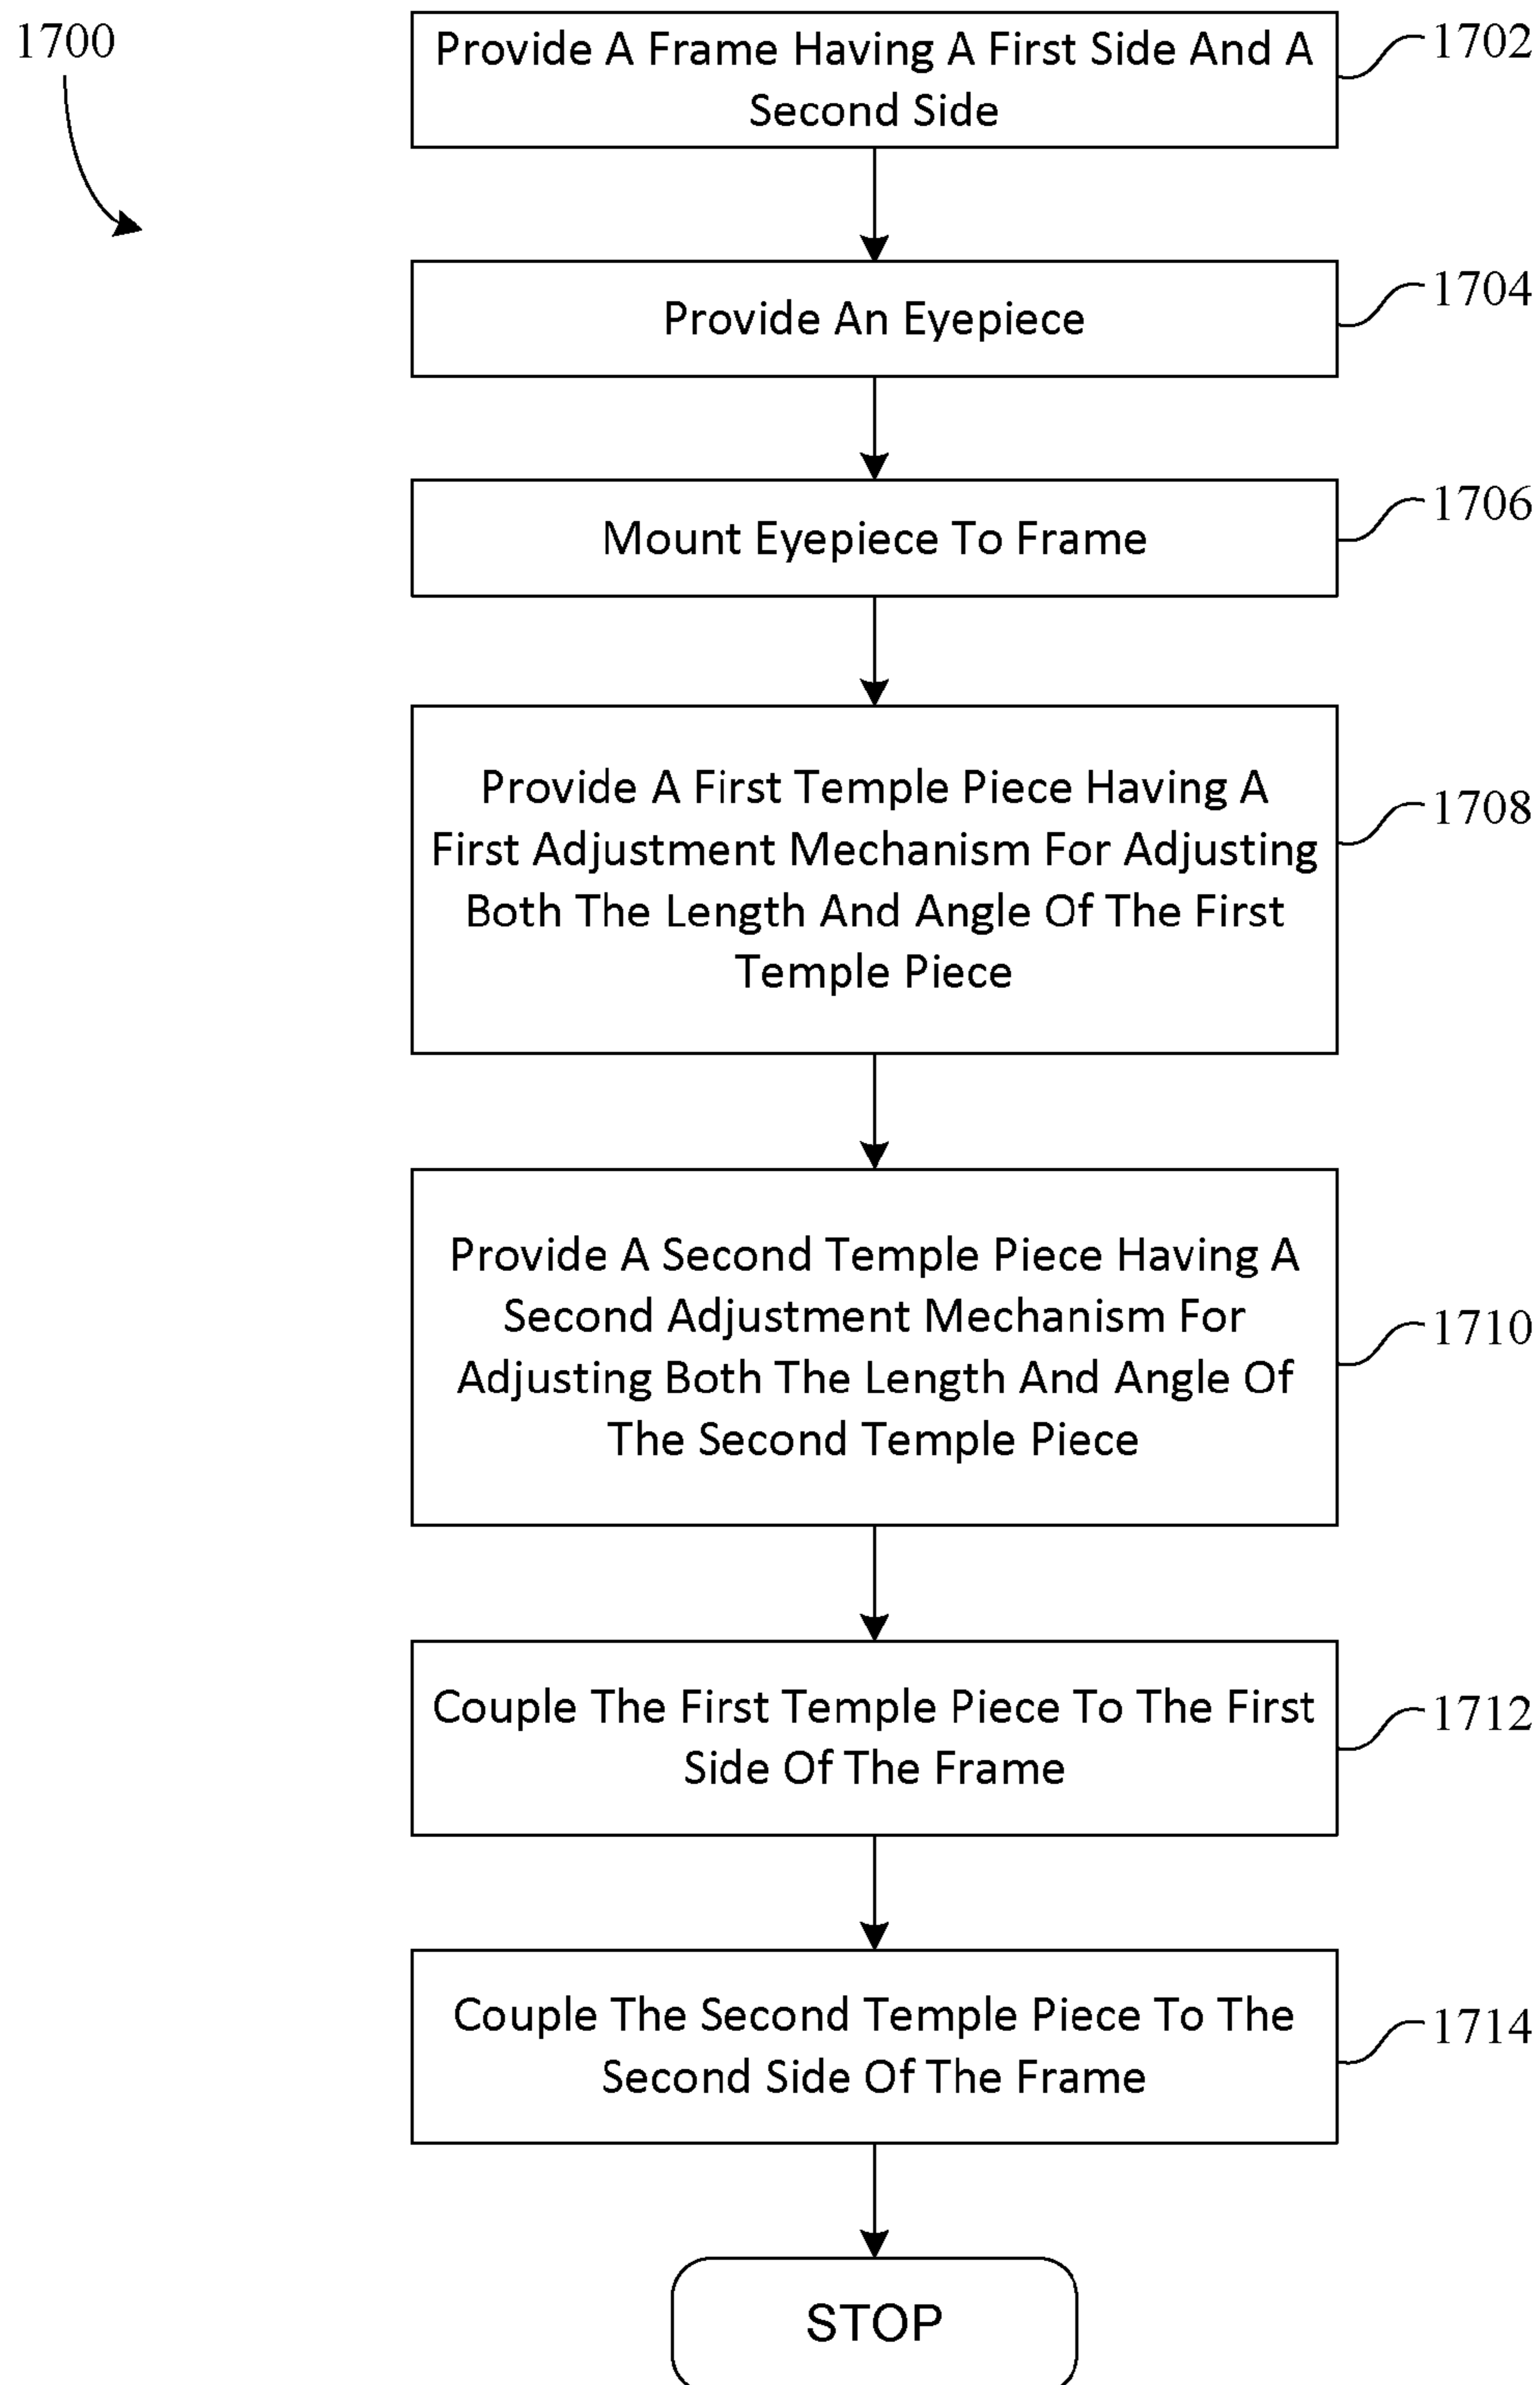 1700
Provide A Frame Having A First Side And A
Second Side
1702
Provide An Eyepiece
1704
Mount Eyepiece To Frame
1706
Provide A First Temple Piece Having A
First Adjustment Mechanism For Adjusting
Both The Length And Angle Of The First
Temple Piece
1708
Provide A Second Temple Piece Having A
Second Adjustment Mechanism For
Adjusting Both The Length And Angle Of
The Second Temple Piece
1710
Couple The First Temple Piece To The First
Side Of The Frame
1712
Couple The Second Temple Piece To The
Second Side Of The Frame
1714
STOP